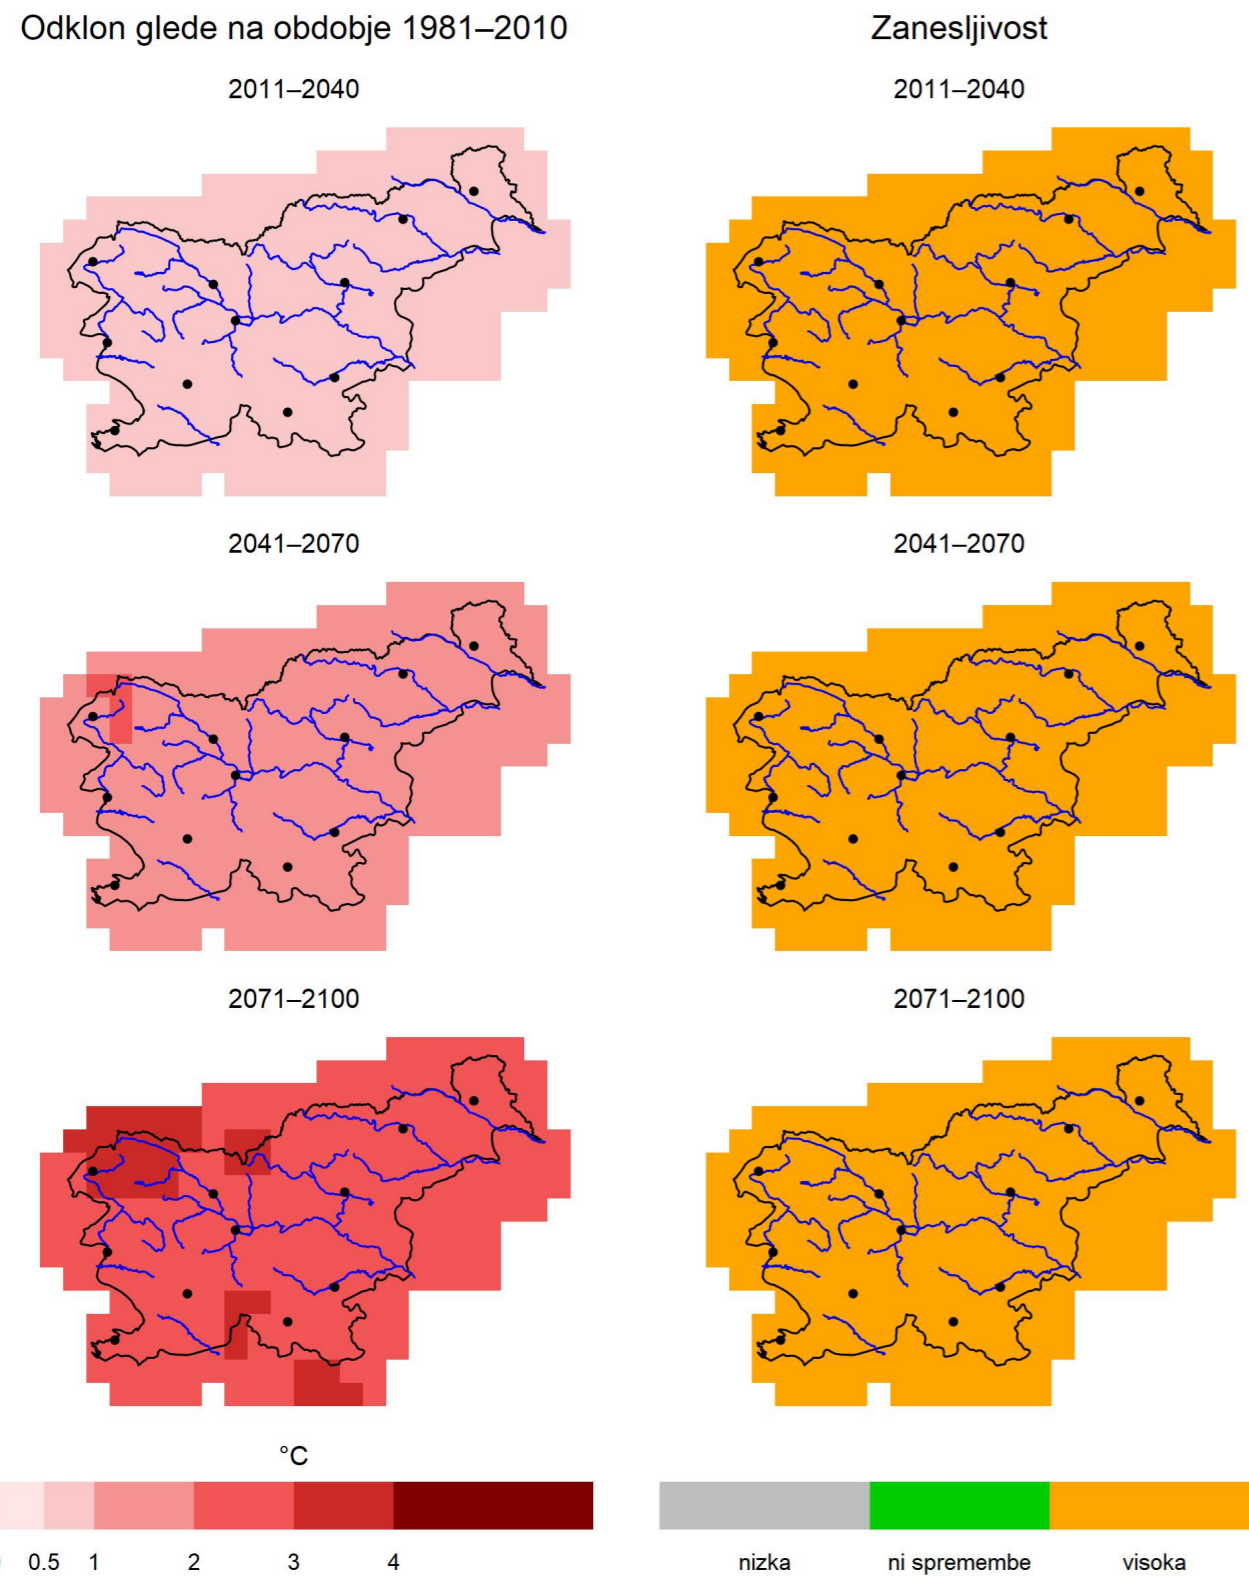 Odklon glede na obdobje 1981–2010 Zanesljivost
2011–2040 2011–2040
2041–2070 2041–2070
2071–2100 2071–2100
°C
0.5 1 2 3 4 nizka ni spremembe visoka